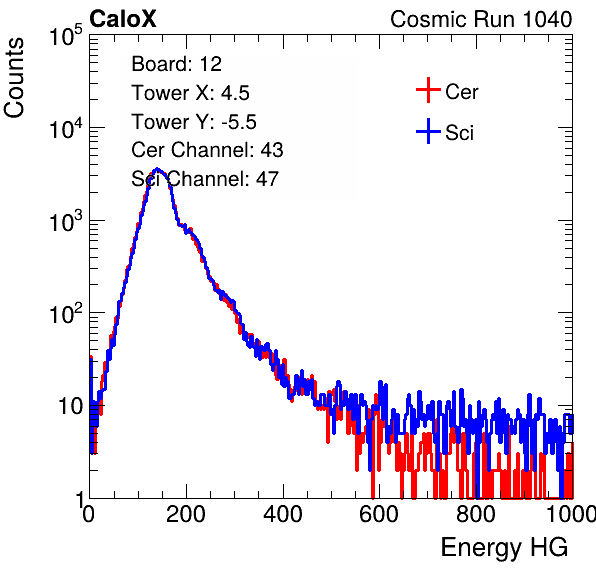 CaloX Cosmic Run 1040
Counts
10^5
10^4
10^3
10^2
10
1
Board: 12
Tower X: 4.5
Tower Y: -5.5
Cer Channel: 43
Sci Channel: 47
Cer
Sci
0 200 400 600 800 1000
Energy HG